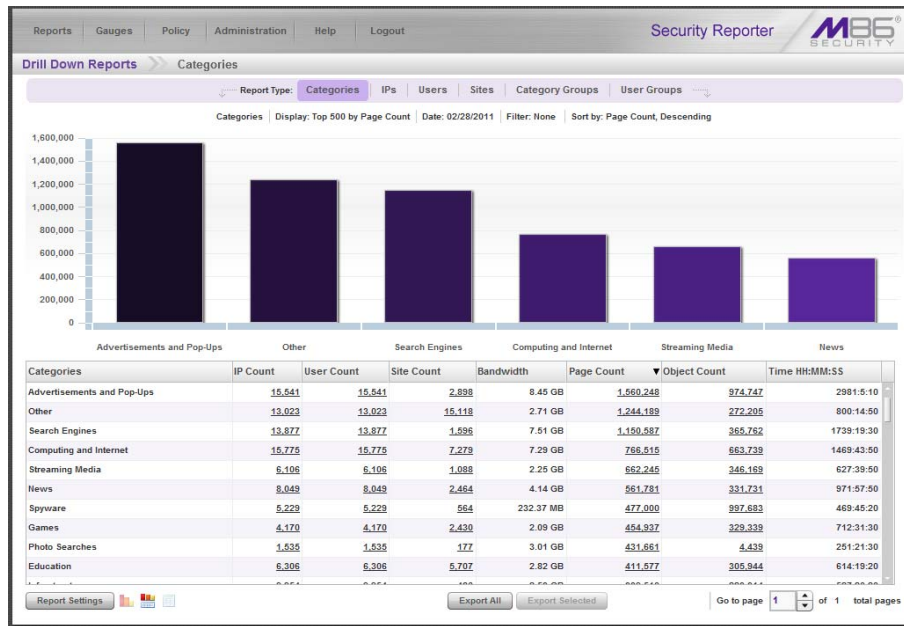 Reports Gauges Policy Administration Help Logout Security Reporter M86® SECURITY
Drill Down Reports Categories
Report Type: Categories IPs Users Sites Category Groups User Groups
Categories Display: Top 500 by Page Count Date: 02/28/2011 Filter: None Sort by: Page Count, Descending
1,600,000
1,400,000
1,200,000
1,000,000
800,000
600,000
400,000
200,000
0
Advertisements and Pop-Ups Other Search Engines Computing and Internet Streaming Media News
Categories IP Count User Count Site Count Bandwidth Page Count ▼ Object Count Time HH:MM:SS
Advertisements and Pop-Ups 15,541 15,541 2,898 8.45 GB 1,560,248 974,747 2981:5:10
Other 13,023 13,023 15,118 2.71 GB 1,244,189 272,205 800:14:50
Search Engines 13,877 13,877 1,596 7.51 GB 1,150,587 365,762 1739:19:30
Computing and Internet 15,775 15,775 7,279 7.29 GB 766,515 663,739 1469:43:50
Streaming Media 6,106 6,106 1,088 2.25 GB 662,245 346,169 627:39:50
News 8,049 8,049 2,464 4.14 GB 561,781 331,731 971:57:50
Spyware 5,229 5,229 564 232.37 MB 477,000 997,683 469:45:20
Games 4,170 4,170 2,430 2.09 GB 454,937 329,339 712:31:30
Photo Searches 1,535 1,535 177 3.01 GB 431,661 4,439 251:21:30
Education 6,306 6,306 5,707 2.82 GB 411,577 305,944 614:19:20
Report Settings Export All Export Selected Go to page 1 of 1 total pages